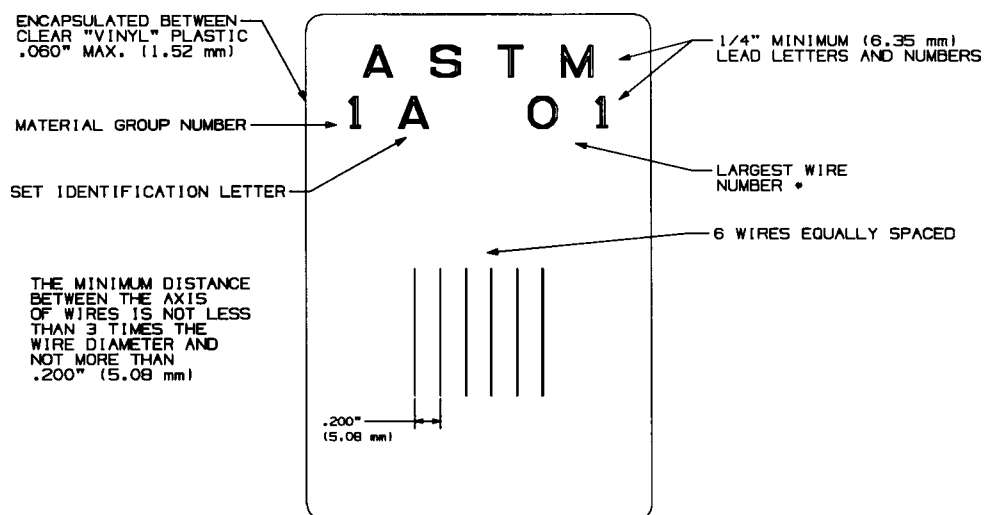 ENCAPSULATED BETWEEN
CLEAR "VINYL" PLASTIC
.060" MAX. (1.52 mm)
A S T M
1/4" MINIMUM (6.35 mm)
LEAD LETTERS AND NUMBERS
MATERIAL GROUP NUMBER
1 A 0 1
SET IDENTIFICATION LETTER
LARGEST WIRE
NUMBER *
6 WIRES EQUALLY SPACED
THE MINIMUM DISTANCE
BETWEEN THE AXIS
OF WIRES IS NOT LESS
THAN 3 TIMES THE
WIRE DIAMETER AND
NOT MORE THAN
.200" (5.08 mm)
.200"
(5.08 mm)